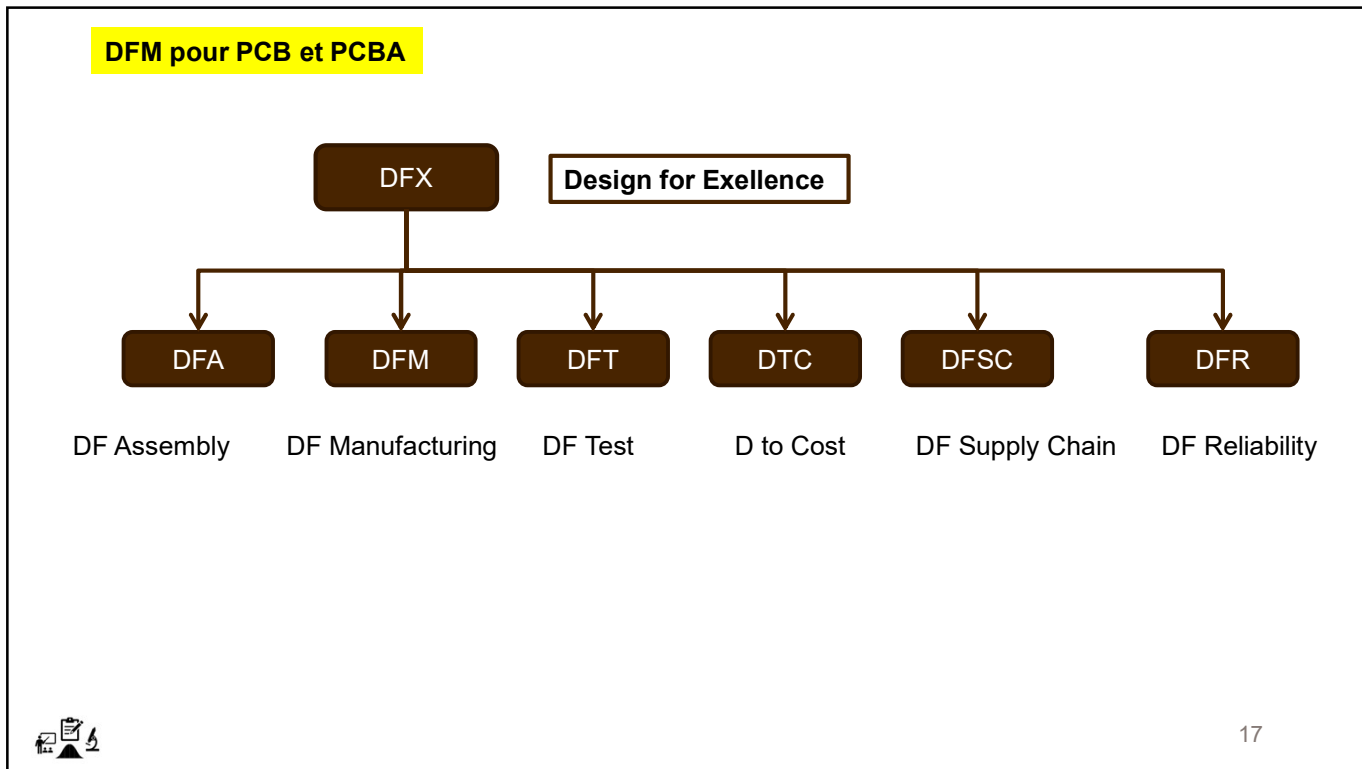 DFM pour PCB et PCBA
DFX
Design for Exellence
DFA
DFM
DFT
DTC
DFSC
DFR
DF Assembly
DF Manufacturing
DF Test
D to Cost
DF Supply Chain
DF Reliability
17